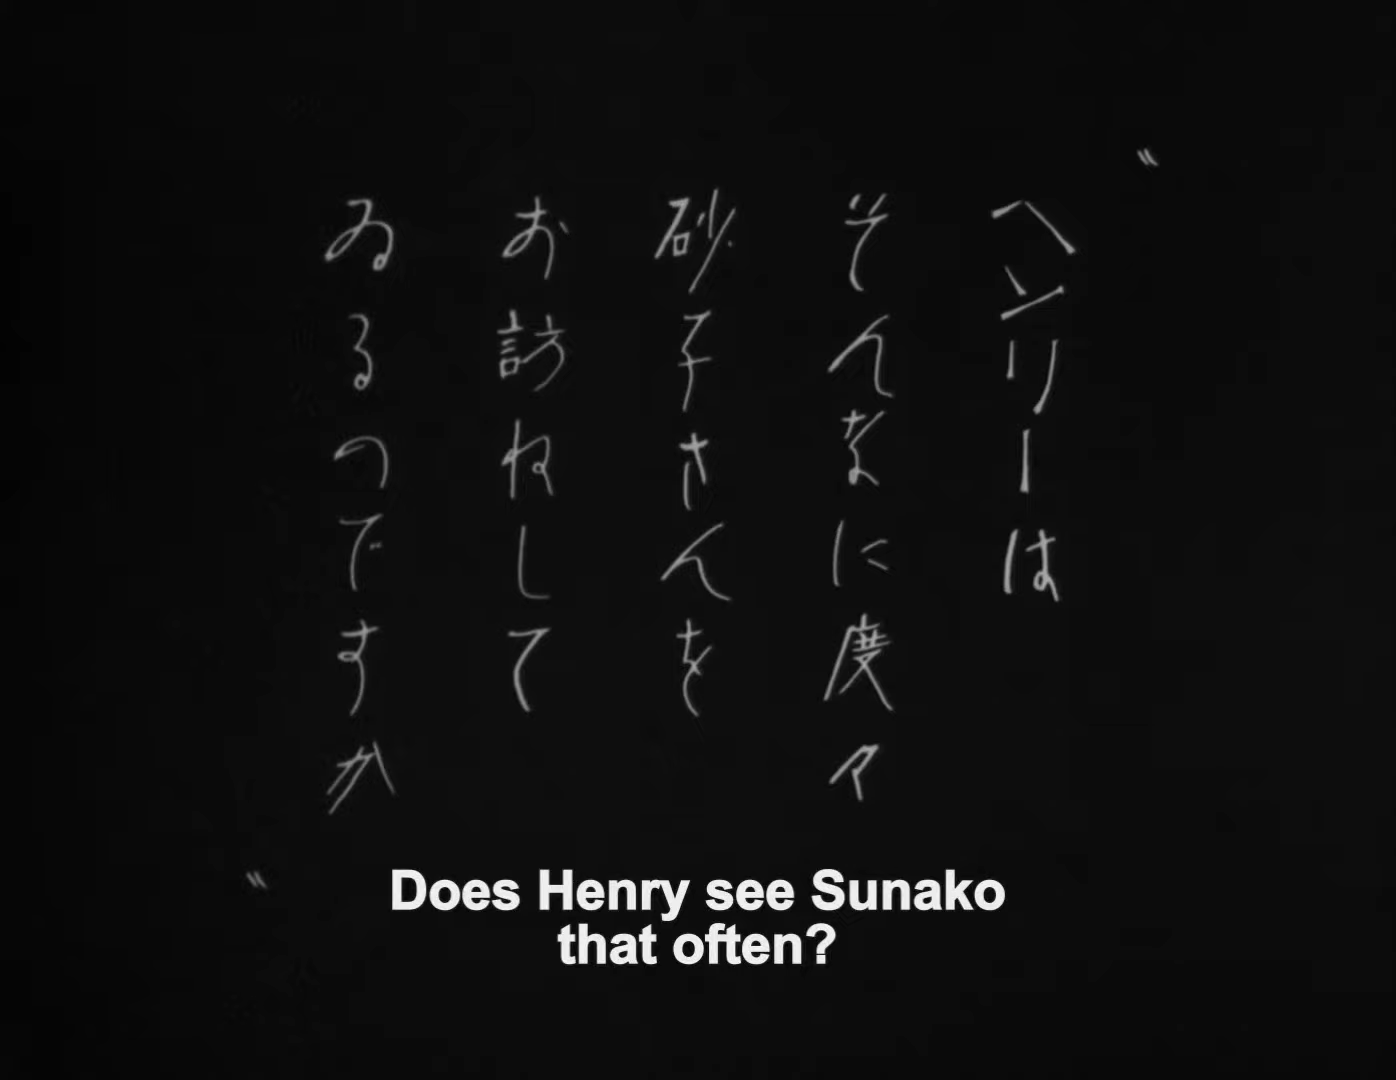 〝ヘンリーは
そんなに度々
砂子さんを
お訪ねして
ゐるのですか〟
Does Henry see Sunako
that often?